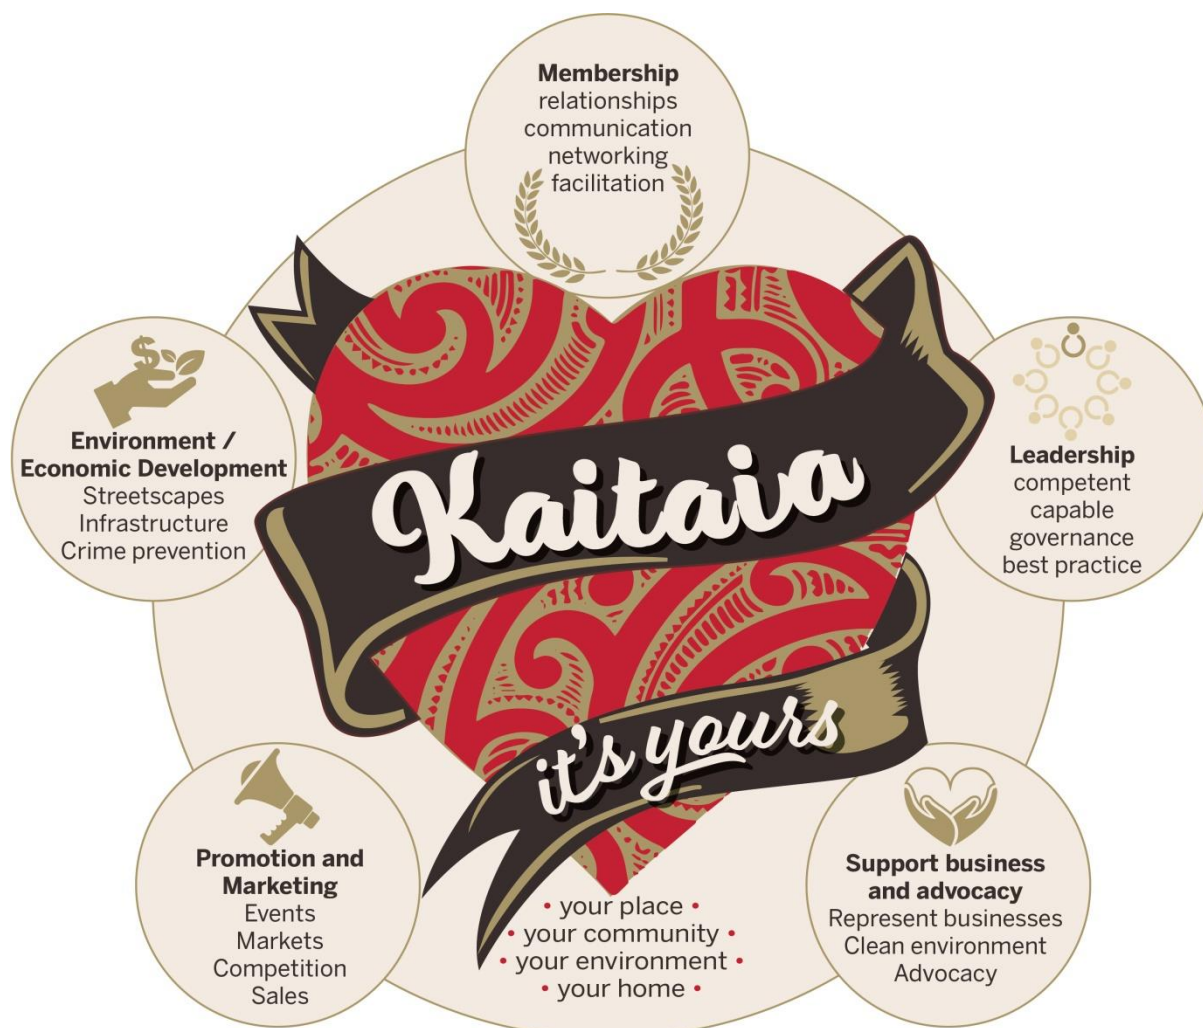 Membership
relationships
communication
networking
facilitation
Environment /
Economic Development
Streetscapes
Infrastructure
Crime prevention
Leadership
competent
capable
governance
best practice
Kaitaia
it's yours
Promotion and
Marketing
Events
Markets
Competition
Sales
• your place •
• your community •
• your environment •
• your home •
Support business
and advocacy
Represent businesses
Clean environment
Advocacy